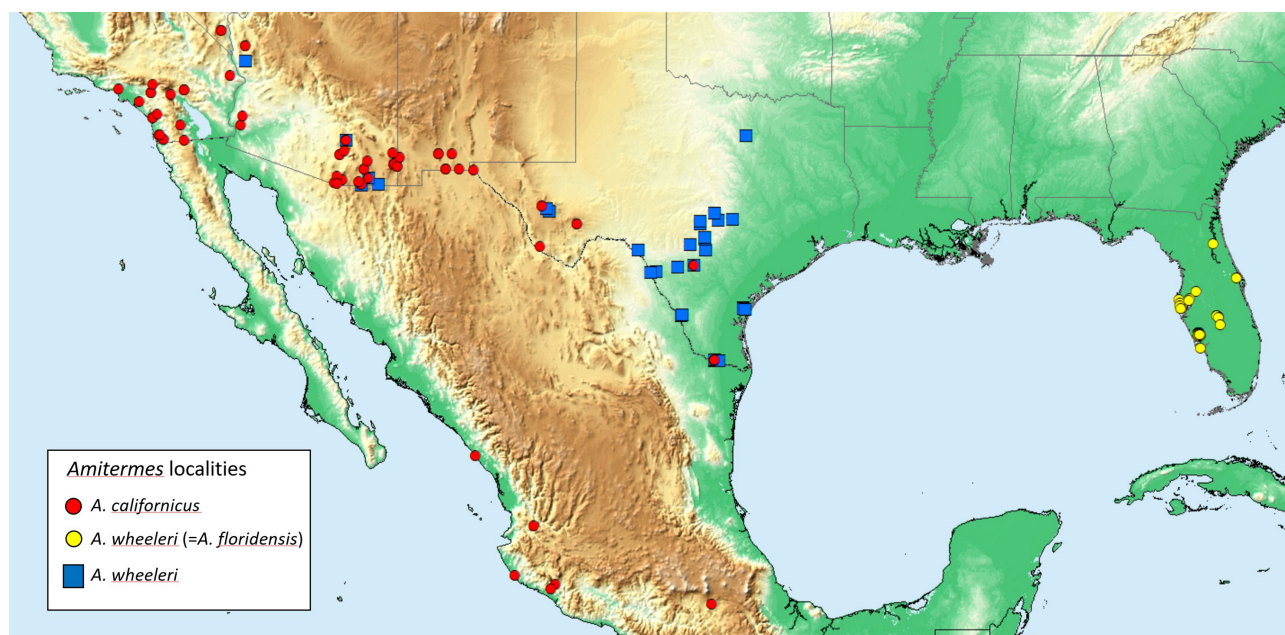 Amitermes localities
A. californicus
A. wheeleri (=A. floridensis)
A. wheeleri